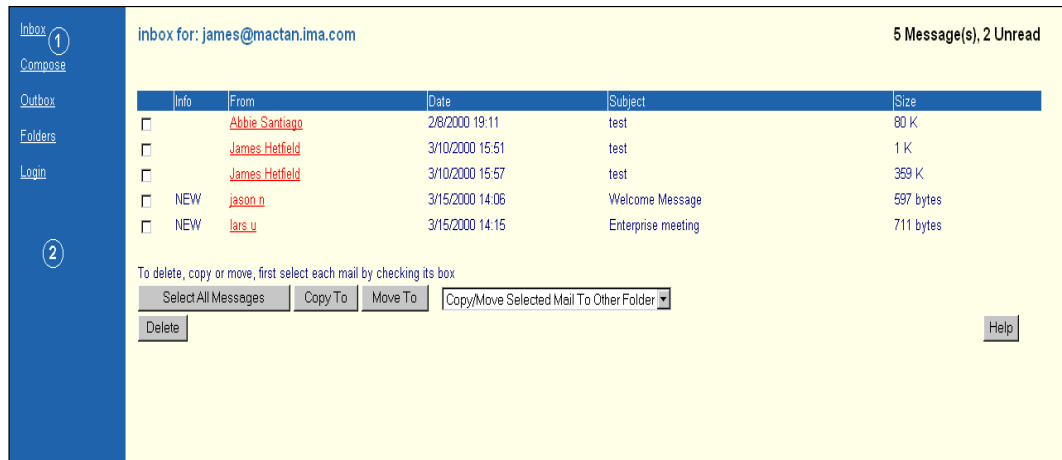 Inbox
1
Compose
Outbox
Folders
Login
2
inbox for: james@mactan.ima.com
5 Message(s), 2 Unread
Info From Date Subject Size
Abbie Santiago 2/8/2000 19:11 test 80 K
James Hetfield 3/10/2000 15:51 test 1 K
James Hetfield 3/10/2000 15:57 test 359 K
NEW jason n 3/15/2000 14:06 Welcome Message 597 bytes
NEW lars u 3/15/2000 14:15 Enterprise meeting 711 bytes
To delete, copy or move, first select each mail by checking its box
Select All Messages Copy To Move To Copy/Move Selected Mail To Other Folder
Delete Help